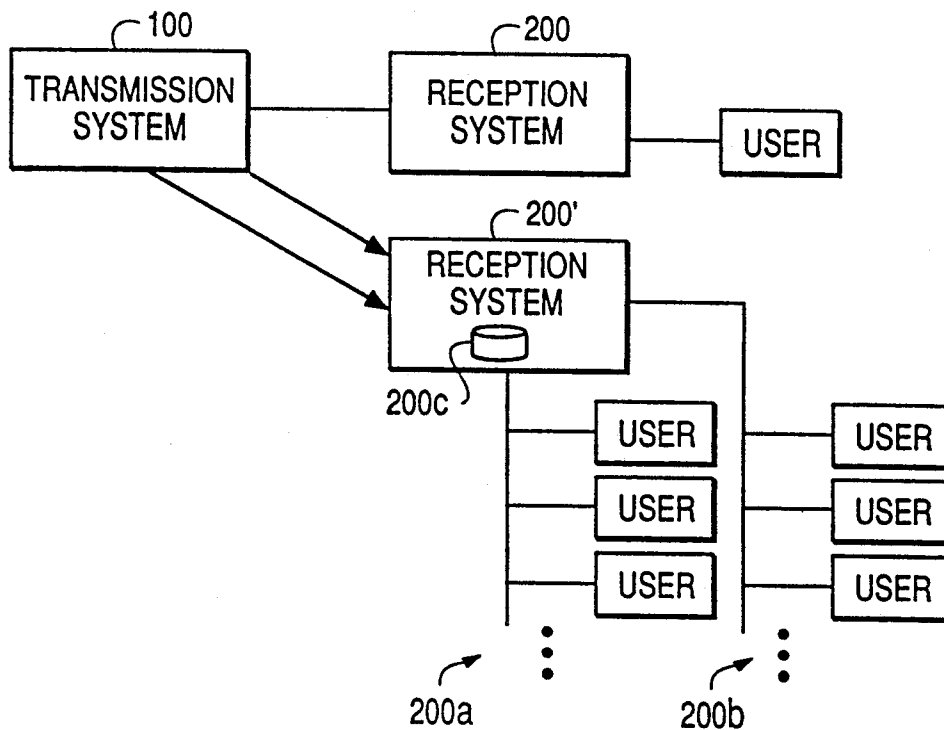 100
200
TRANSMISSION
SYSTEM
RECEPTION
SYSTEM
USER
200'
RECEPTION
SYSTEM
200c
USER
USER
USER
USER
USER
USER
200a
200b